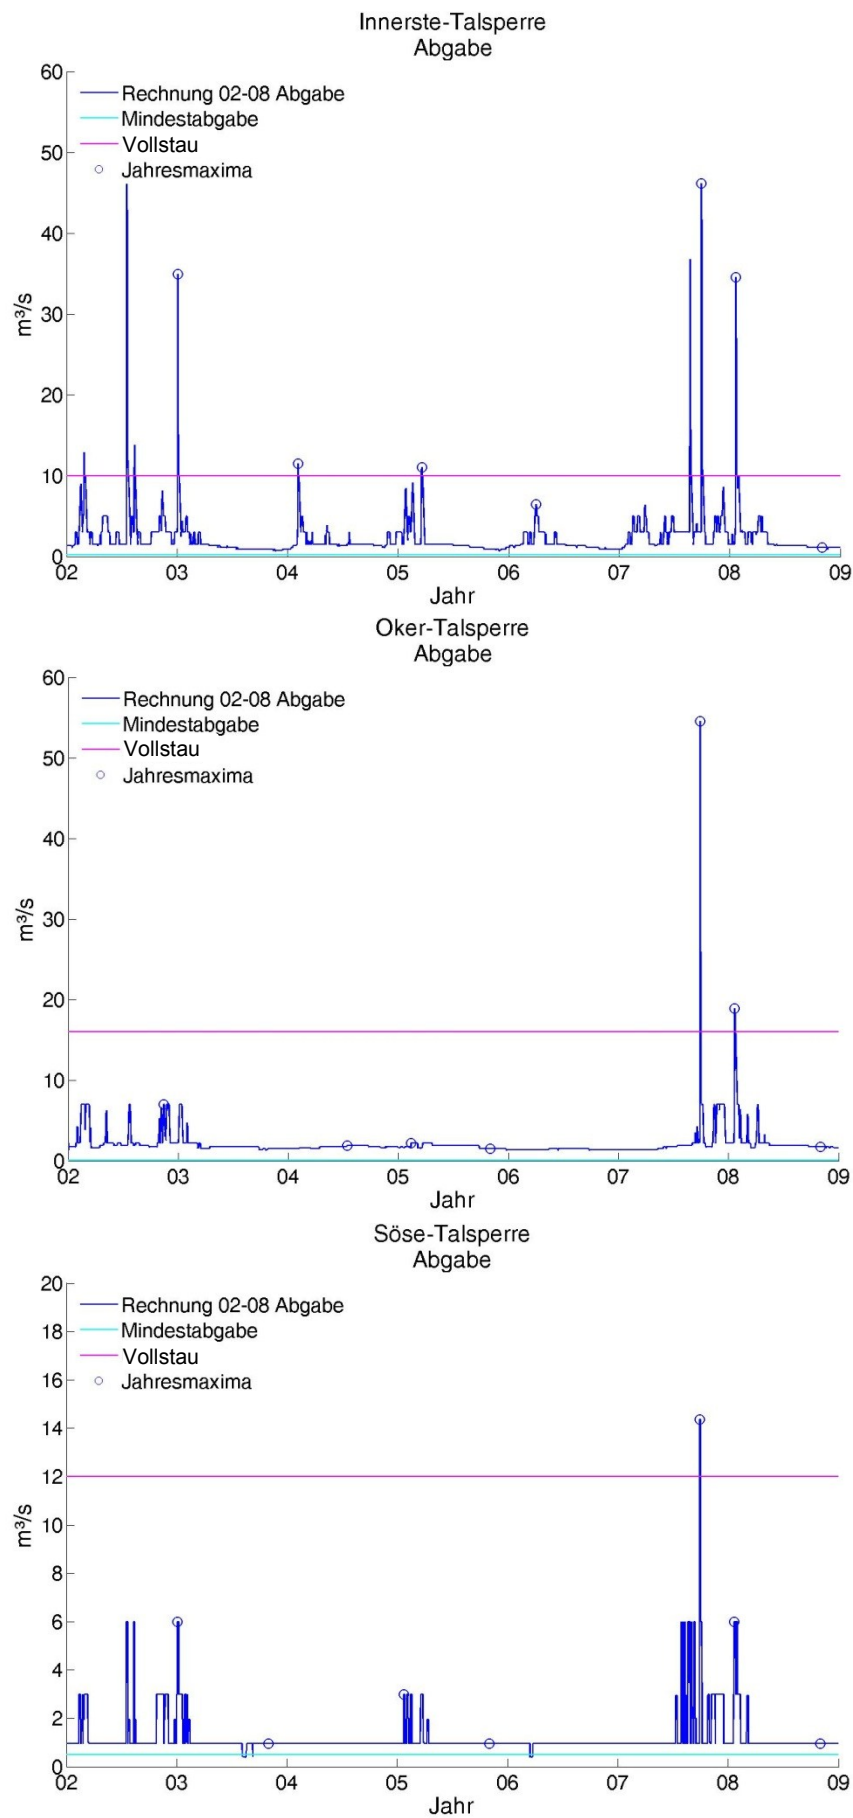 Innerste-Talsperre
Abgabe
60
50
40
30
20
10
0
m³/s
Rechnung 02-08 Abgabe
Mindestabgabe
Vollstau
Jahresmaxima
02 03 04 05 06 07 08 09
Jahr
Oker-Talsperre
Abgabe
60
50
40
30
20
10
0
m³/s
Rechnung 02-08 Abgabe
Mindestabgabe
Vollstau
Jahresmaxima
02 03 04 05 06 07 08 09
Jahr
Söse-Talsperre
Abgabe
20
18
16
14
12
10
8
6
4
2
0
m³/s
Rechnung 02-08 Abgabe
Mindestabgabe
Vollstau
Jahresmaxima
02 03 04 05 06 07 08 09
Jahr